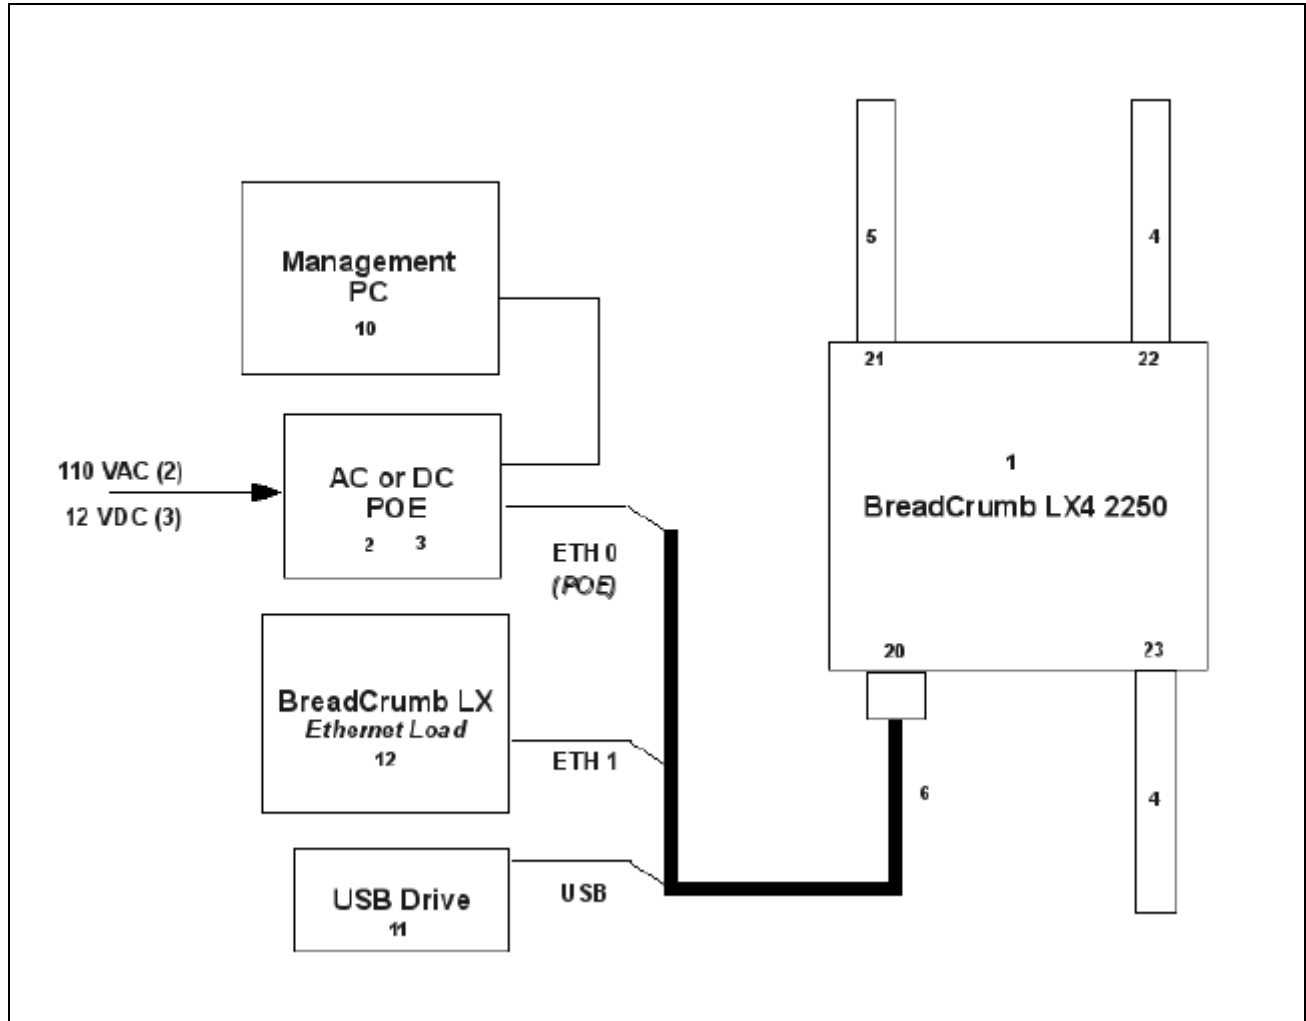 5
4
Management
PC
10
21
22
110 VAC (2)
12 VDC (3)
AC or DC
POE
2 3
1
BreadCrumb LX4 2250
ETH 0
(POE)
20
23
BreadCrumb LX
Ethernet Load
12
ETH 1
6
4
USB Drive
11
USB